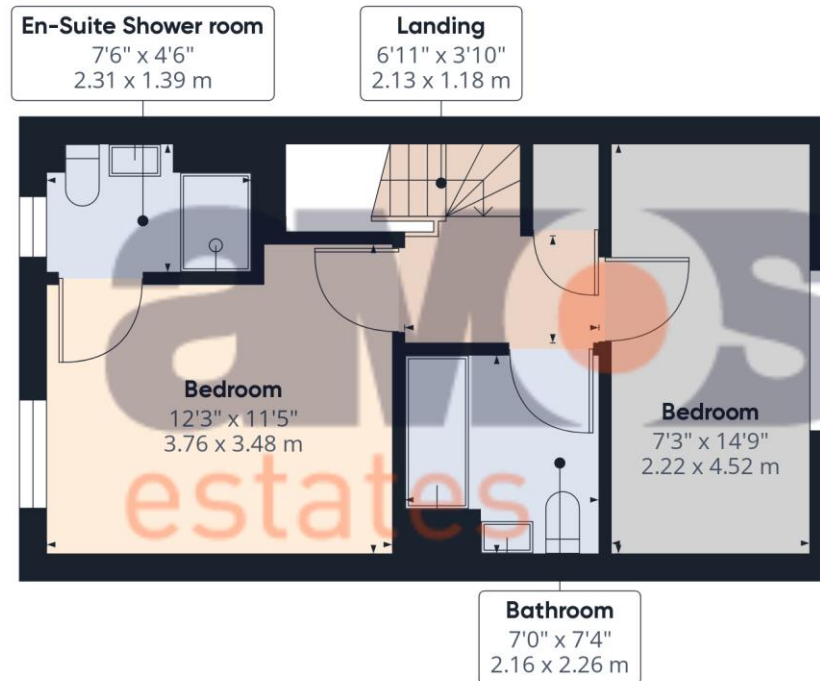 En-Suite Shower room
7'6" x 4'6"
2.31 x 1.39 m
Landing
6'11" x 3'10"
2.13 x 1.18 m
amos
estates
Bedroom
12'3" x 11'5"
3.76 x 3.48 m
Bedroom
7'3" x 14'9"
2.22 x 4.52 m
Bathroom
7'0" x 7'4"
2.16 x 2.26 m